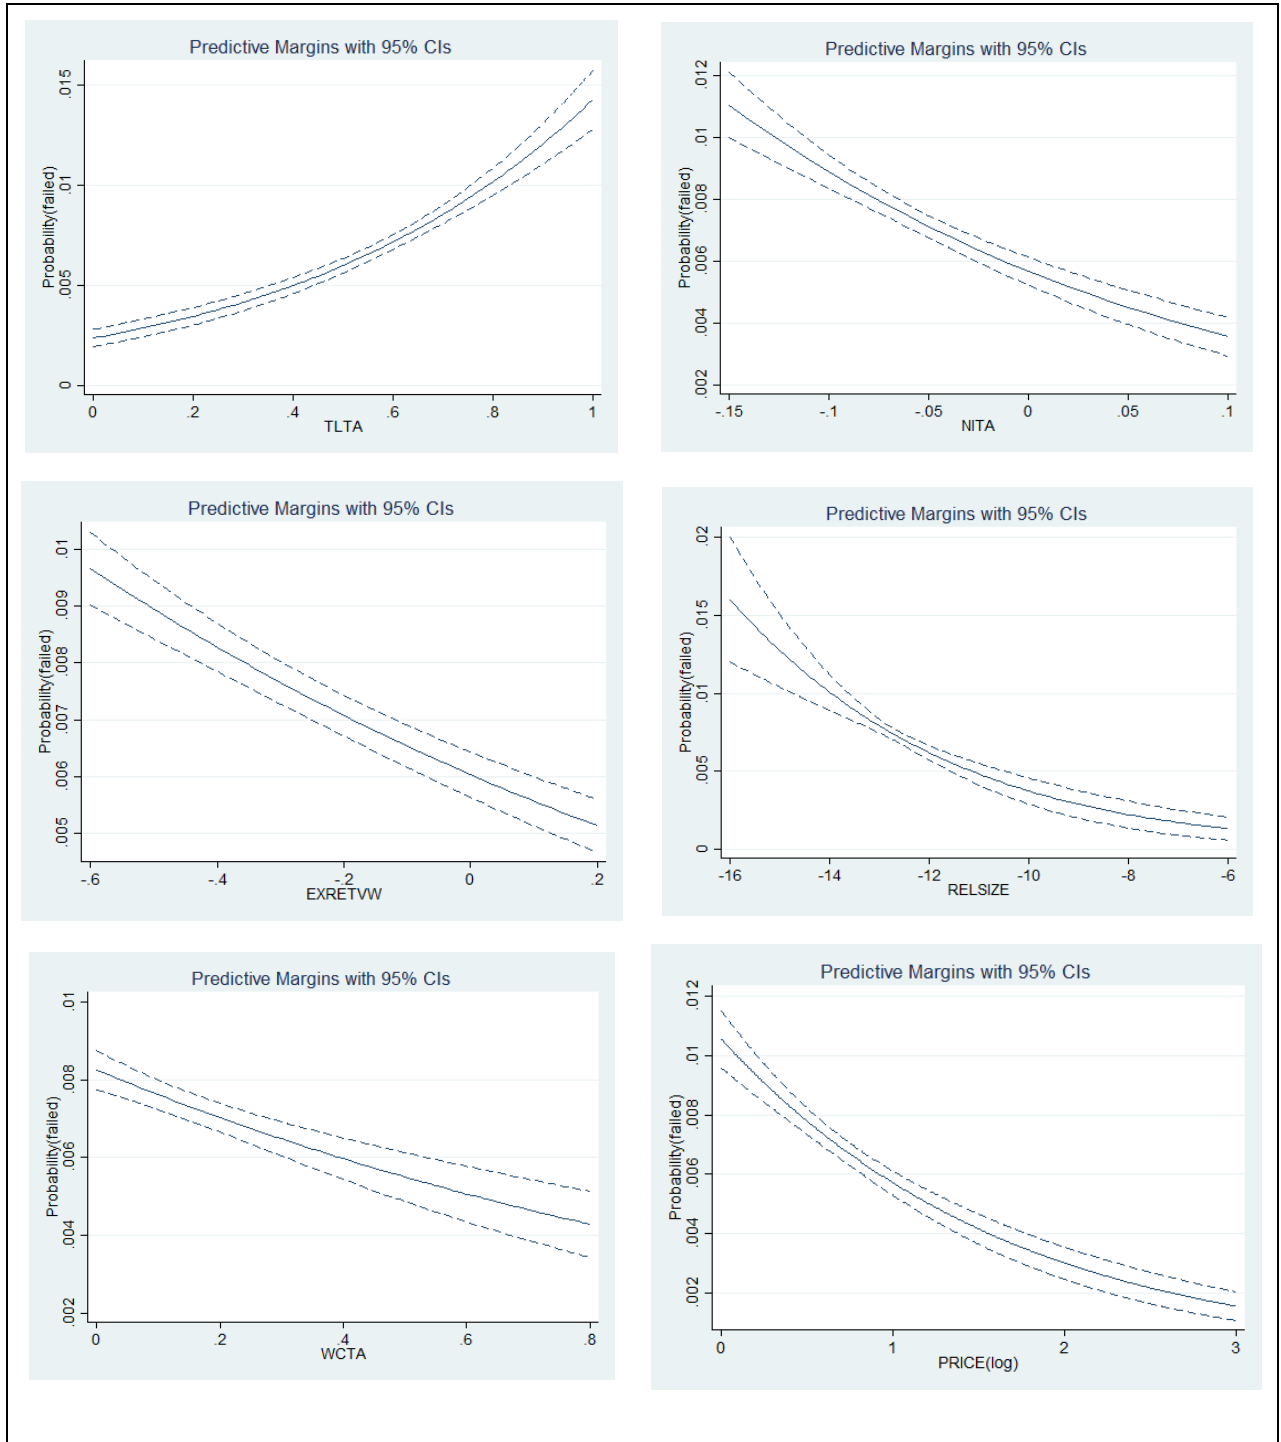 Predictive Margins with 95% CIs
Probability(failed)
.015
.01
.005
0
0 .2 .4 .6 .8 1
TLTA
Predictive Margins with 95% CIs
Probability(failed)
.012
.01
.008
.006
.004
.002
-.15 -.1 -.05 0 .05 .1
NITA
Predictive Margins with 95% CIs
Probability(failed)
.01
.009
.008
.007
.006
.005
-.6 -.4 -.2 0 .2
EXRETVW
Predictive Margins with 95% CIs
Probability(failed)
.02
.015
.01
.005
0
-16 -14 -12 -10 -8 -6
RELSIZE
Predictive Margins with 95% CIs
Probability(failed)
.01
.008
.006
.004
.002
0 .2 .4 .6 .8
WCTA
Predictive Margins with 95% CIs
Probability(failed)
.012
.01
.008
.006
.004
.002
0 1 2 3
PRICE(log)